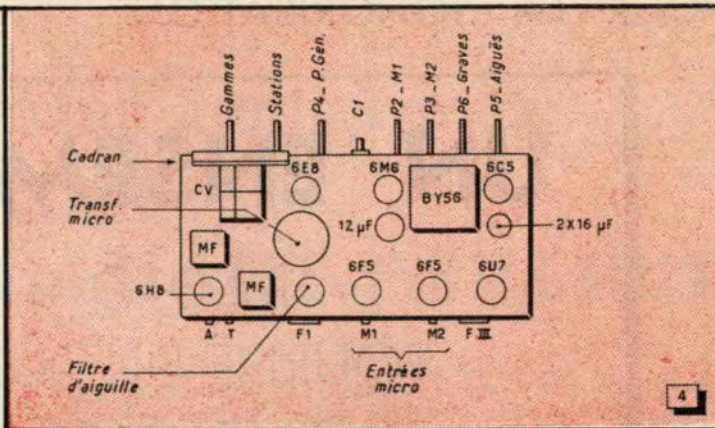 Gammes
Stations
P4_P.Gén.
C1
P2_M1
P3_M2
P6_Graves
P5_Aiguës
Cadran
CV
6E8
6M6
BY56
6C5
Transf.
micro
12 µF
2X16 µF
MF
6H8
MF
6F5
6F5
6U7
A T F1 M1 M2 F.III
Filtre
d'aiguille
Entrées
micro
4